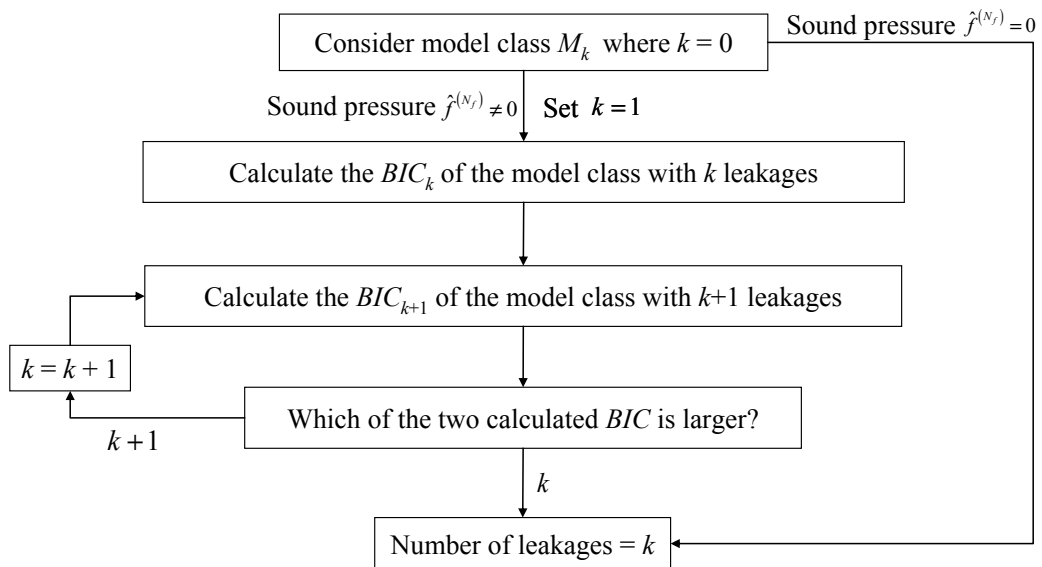 Sound pressure f̂^(N_f) = 0
Consider model class M_k where k = 0
Sound pressure f̂^(N_f) ≠ 0 Set k = 1
Calculate the BIC_k of the model class with k leakages
Calculate the BIC_{k+1} of the model class with k+1 leakages
k = k + 1
Which of the two calculated BIC is larger?
k + 1
k
Number of leakages = k